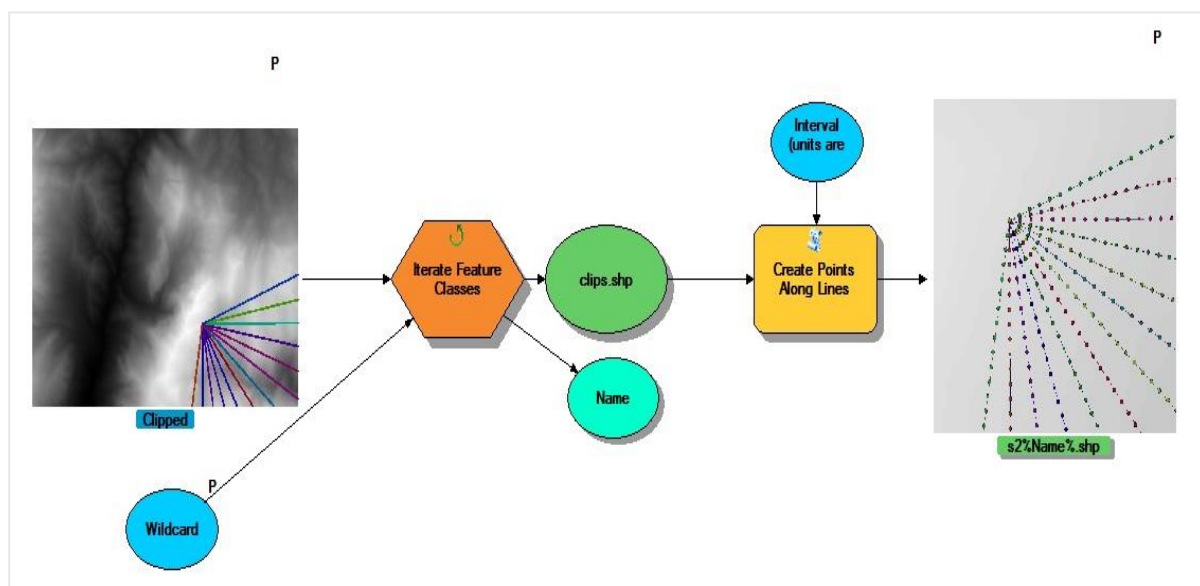 P
P
Interval
(units are
Iterate Feature
Classes
clips.shp
Create Points
Along Lines
Name
Clipped
s2%Name%.shp
P
Wildcard